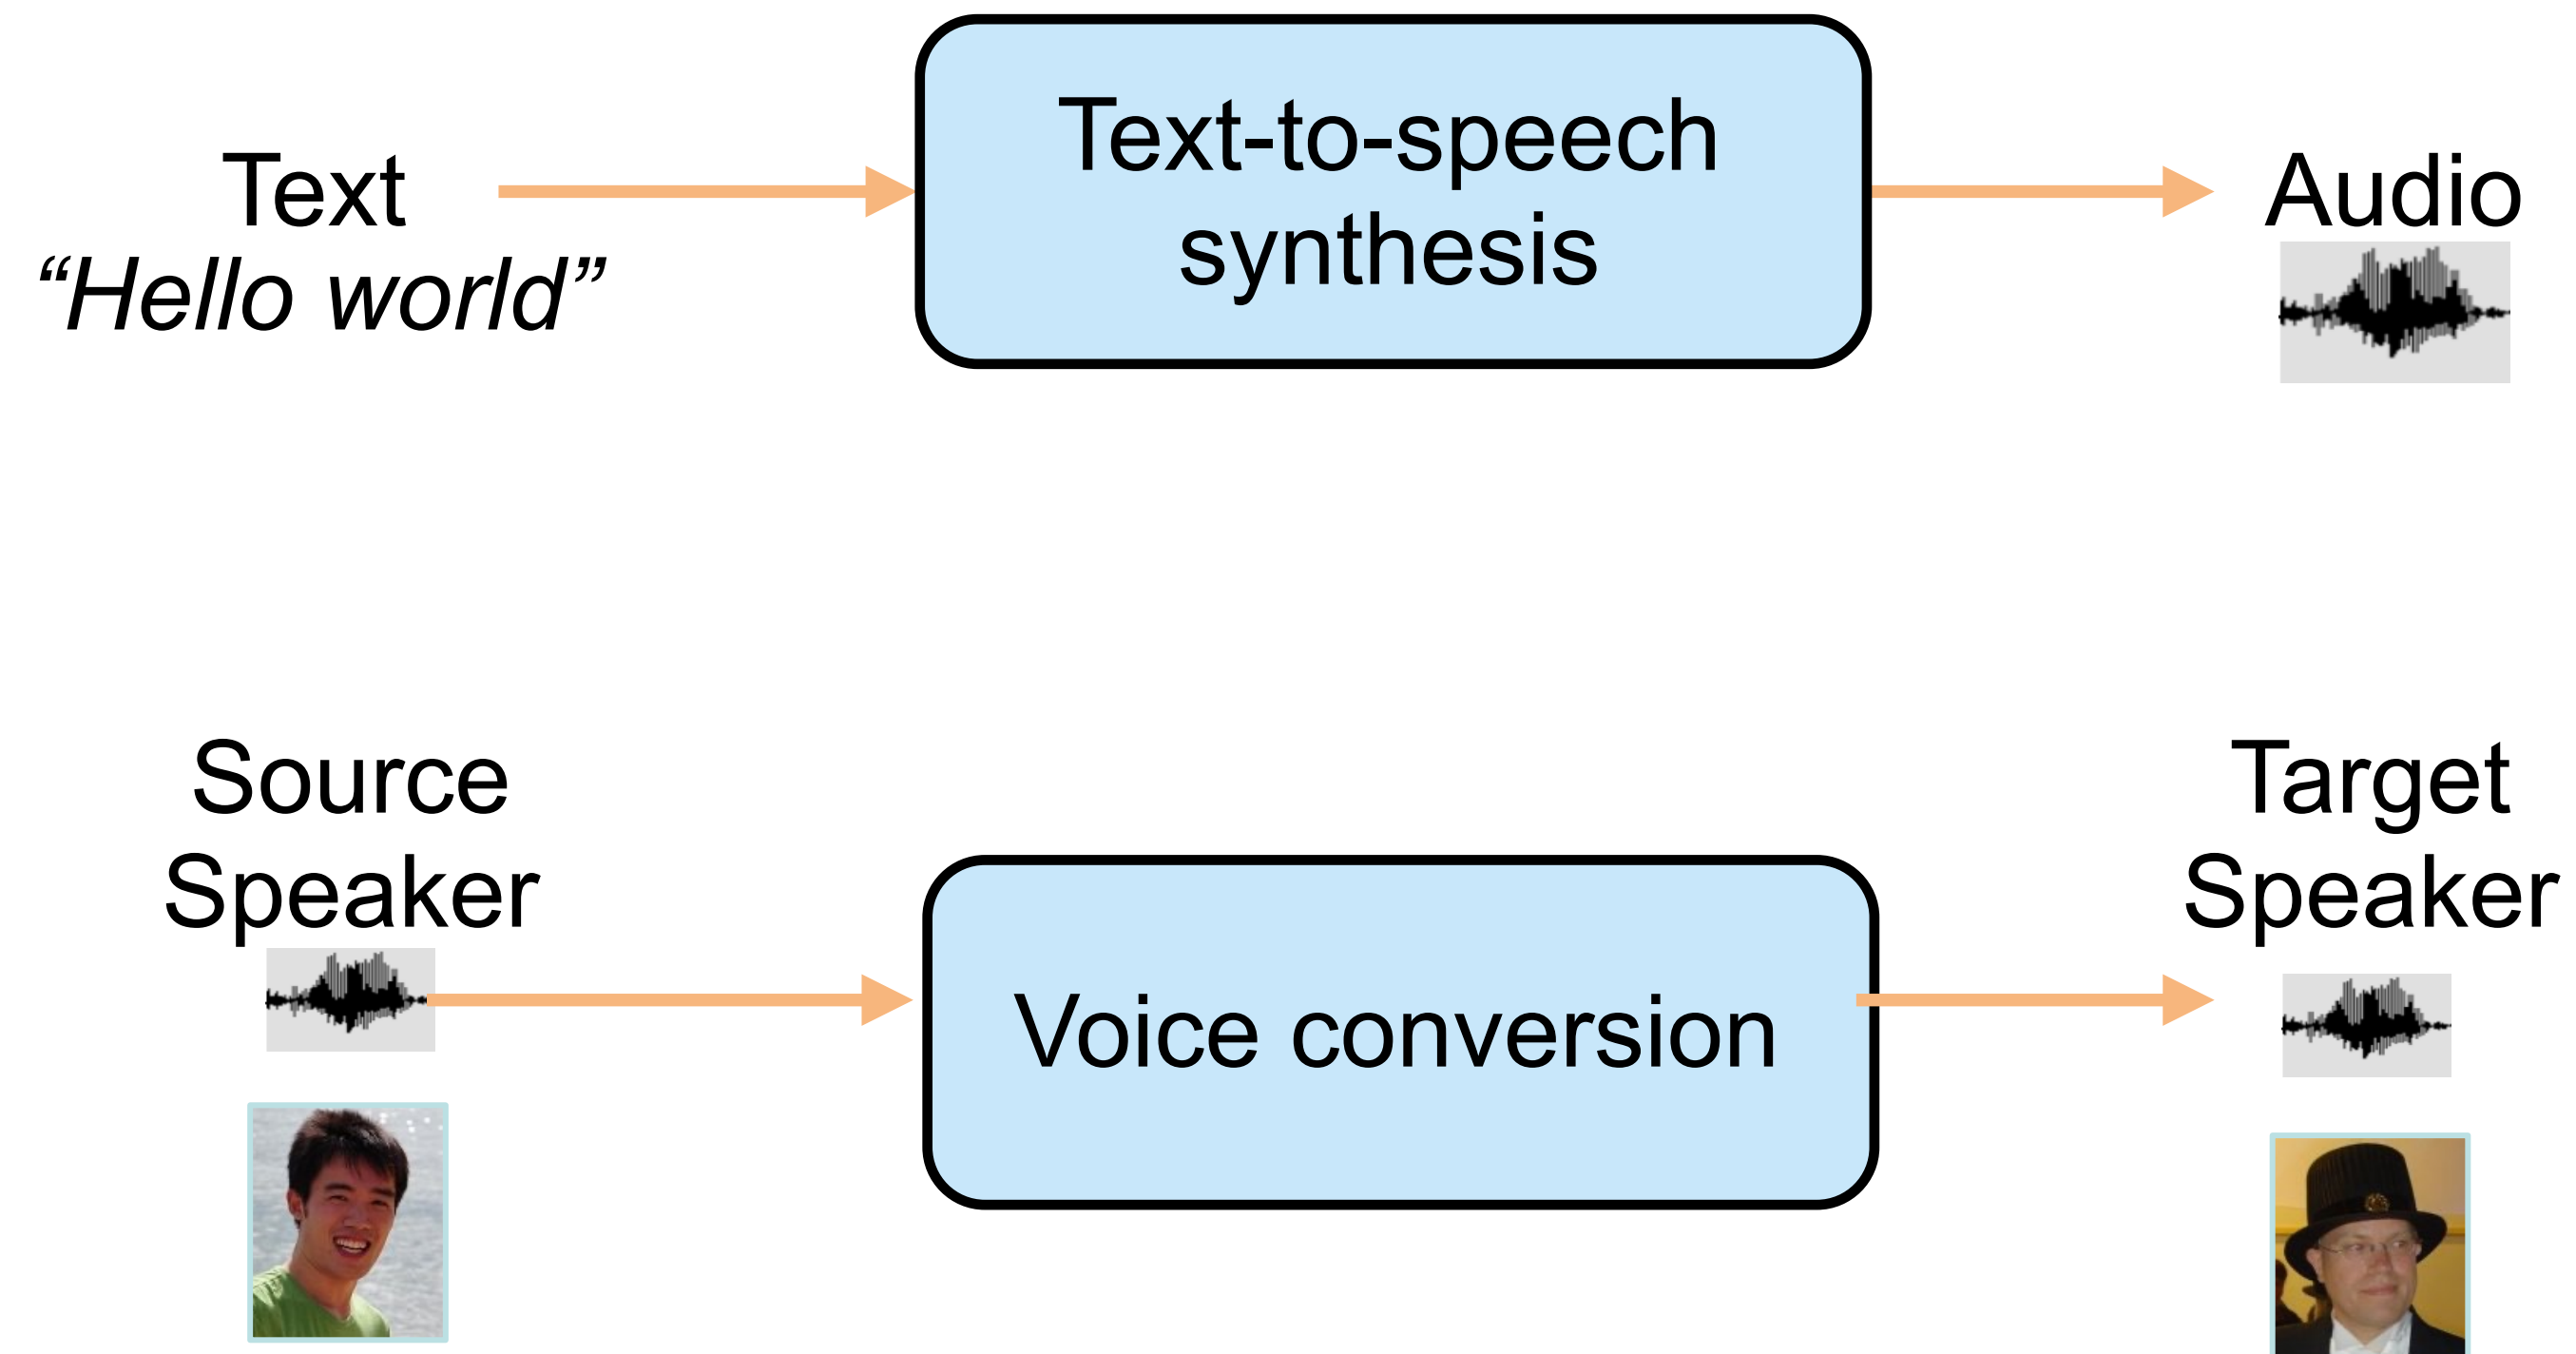 Text
“Hello world”
Text-to-speech
synthesis
Audio
Source
Speaker
Voice conversion
Target
Speaker